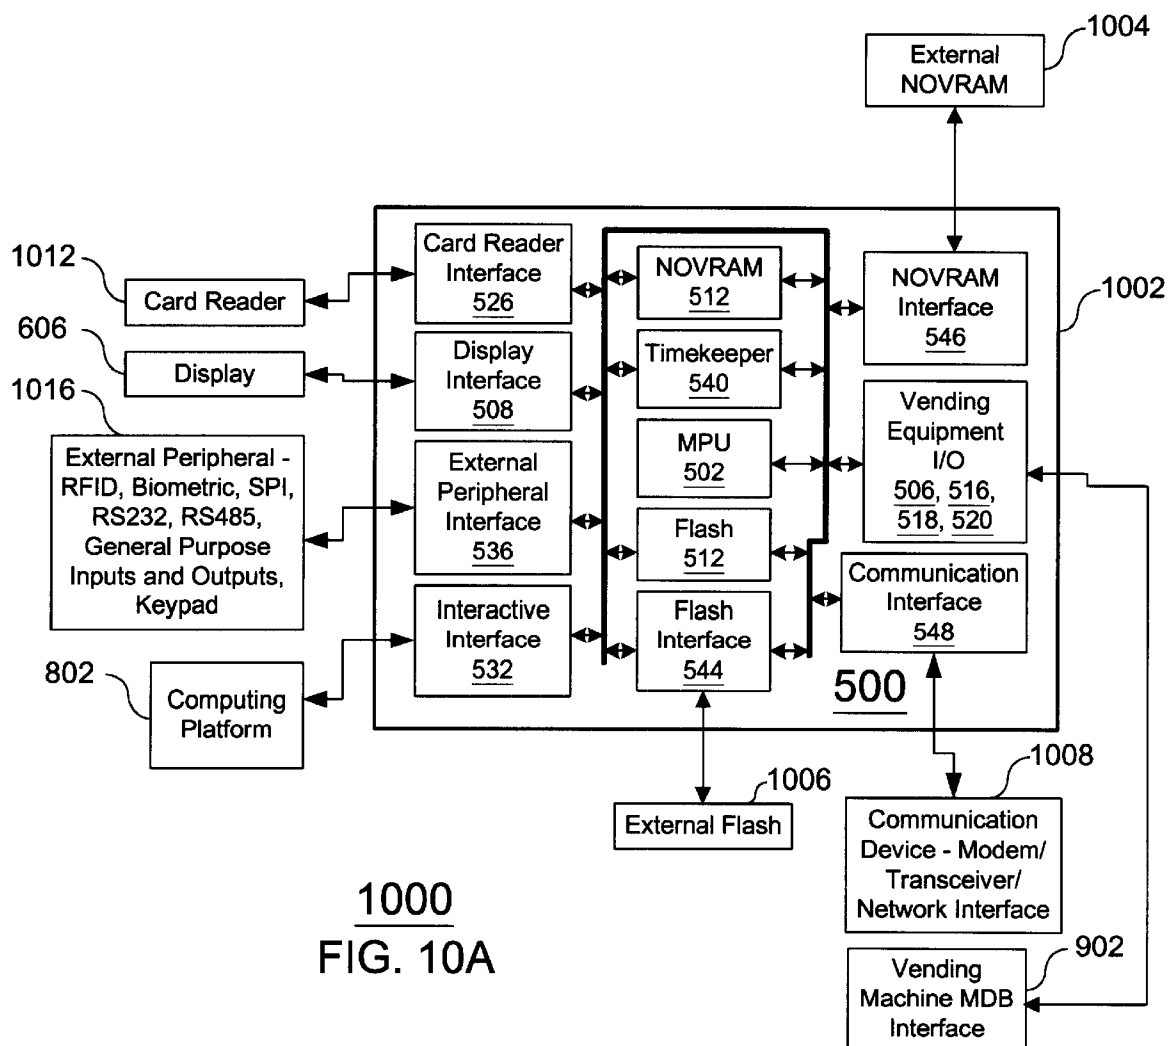 1004
External
NOVRAM
1002
1012
Card Reader
606
Display
1016
External Peripheral -
RFID, Biometric, SPI,
RS232, RS485,
General Purpose
Inputs and Outputs,
Keypad
802
Computing
Platform
Card Reader
Interface
526
Display
Interface
508
External
Peripheral
Interface
536
Interactive
Interface
532
NOVRAM
512
Timekeeper
540
MPU
502
Flash
512
Flash
Interface
544
NOVRAM
Interface
546
Vending
Equipment
I/O
506, 516,
518, 520
Communication
Interface
548
500
1006
External Flash
1008
Communication
Device - Modem/
Transceiver/
Network Interface
902
Vending
Machine MDB
Interface
1000
FIG. 10A